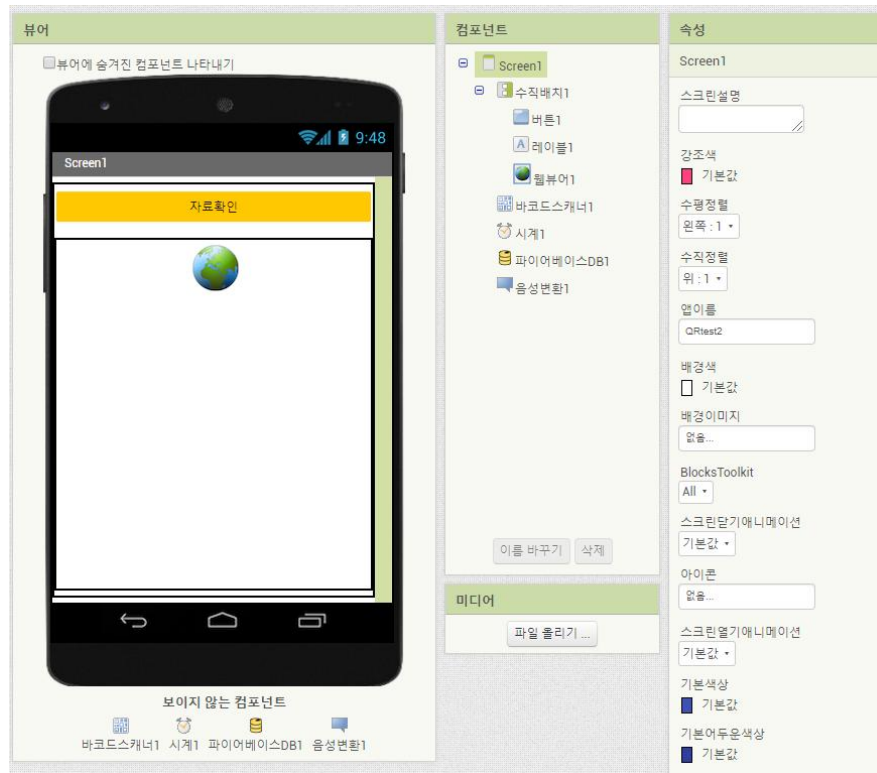 뷰어
뷰어에 숨겨진 컴포넌트 나타내기
9:48
Screen1
자료확인
보이지 않는 컴포넌트
바코드스캐너1 시계1 파이어베이스DB1 음성변환1
컴포넌트
Screen1
수직배치1
버튼1
A 레이블1
웹뷰어1
바코드스캐너1
시계1
파이어베이스DB1
음성변환1
이름 바꾸기 삭제
미디어
파일 올리기 ...
속성
Screen1
스크린설명
강조색
기본값
수평정렬
왼쪽 : 1
수직정렬
위 : 1
앱이름
QRtest2
배경색
기본값
배경이미지
없음...
BlocksToolkit
All
스크린닫기애니메이션
기본값
아이콘
없음...
스크린열기애니메이션
기본값
기본색상
기본값
기본어두운색상
기본값